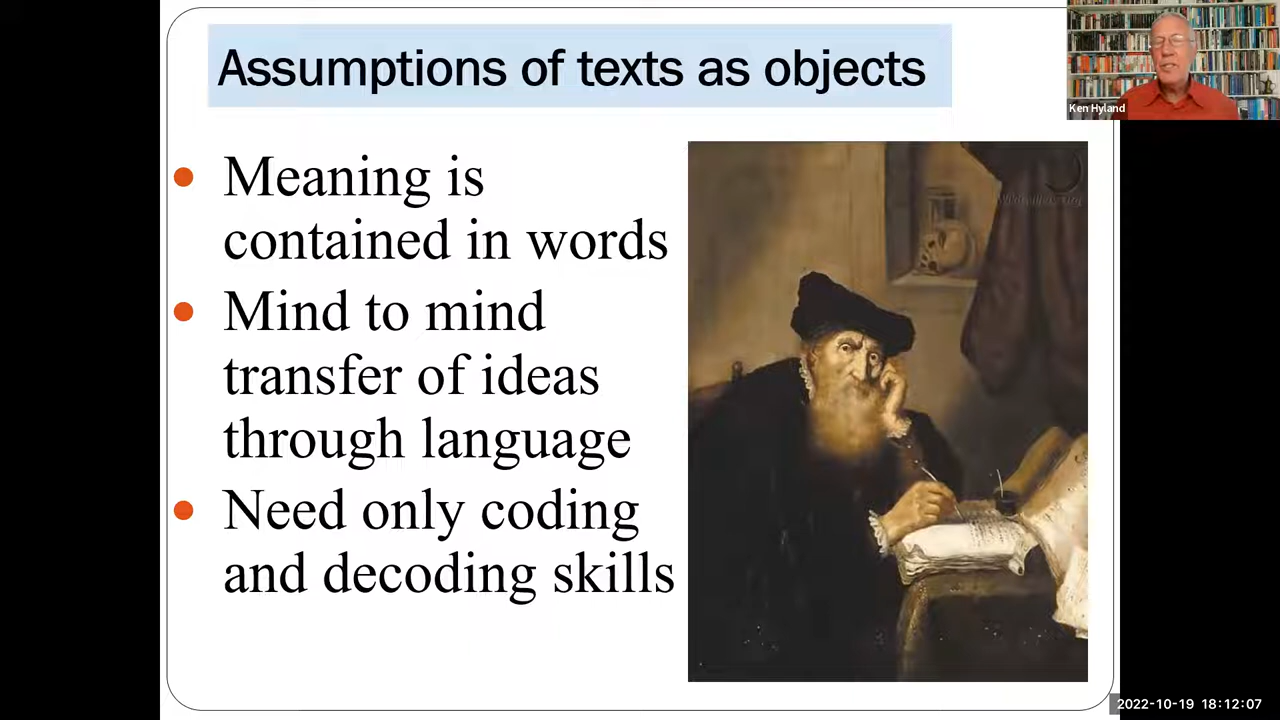 Assumptions of texts as objects
Ken Hyland
Meaning is
contained in words
Mind to mind
transfer of ideas
through language
Need only coding
and decoding skills
2022-10-19 18:12:07